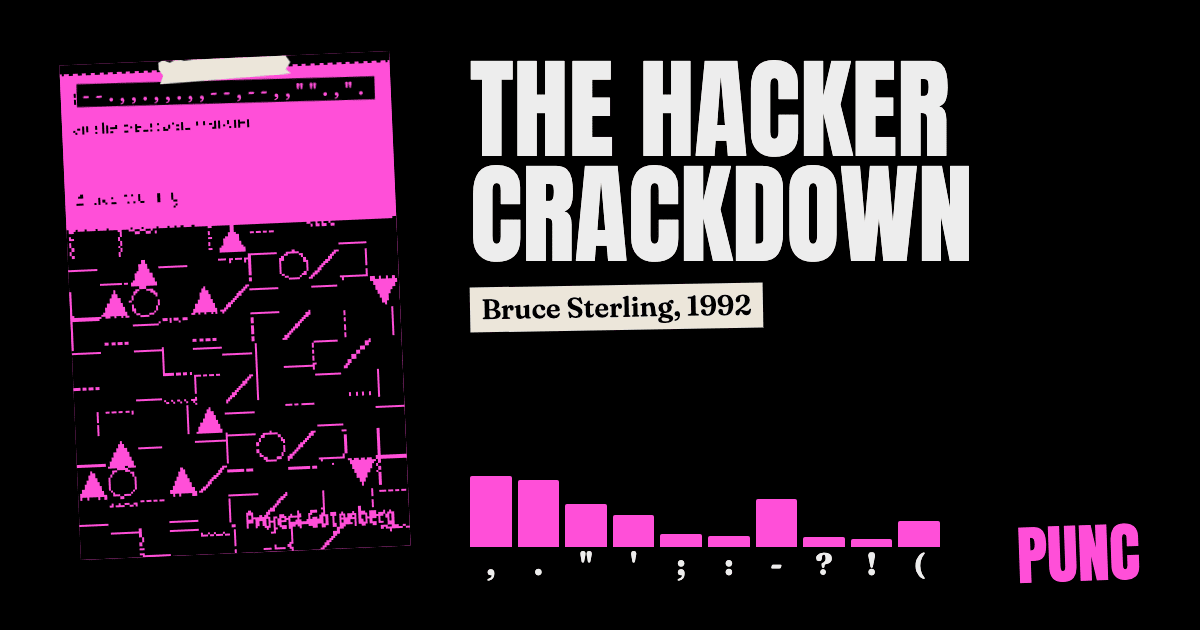 --.,,.,,.,,--,--,,"".,".
Project Gutenberg
THE HACKER
CRACKDOWN
Bruce Sterling, 1992
, . " ' ; : - ? ! (
PUNC